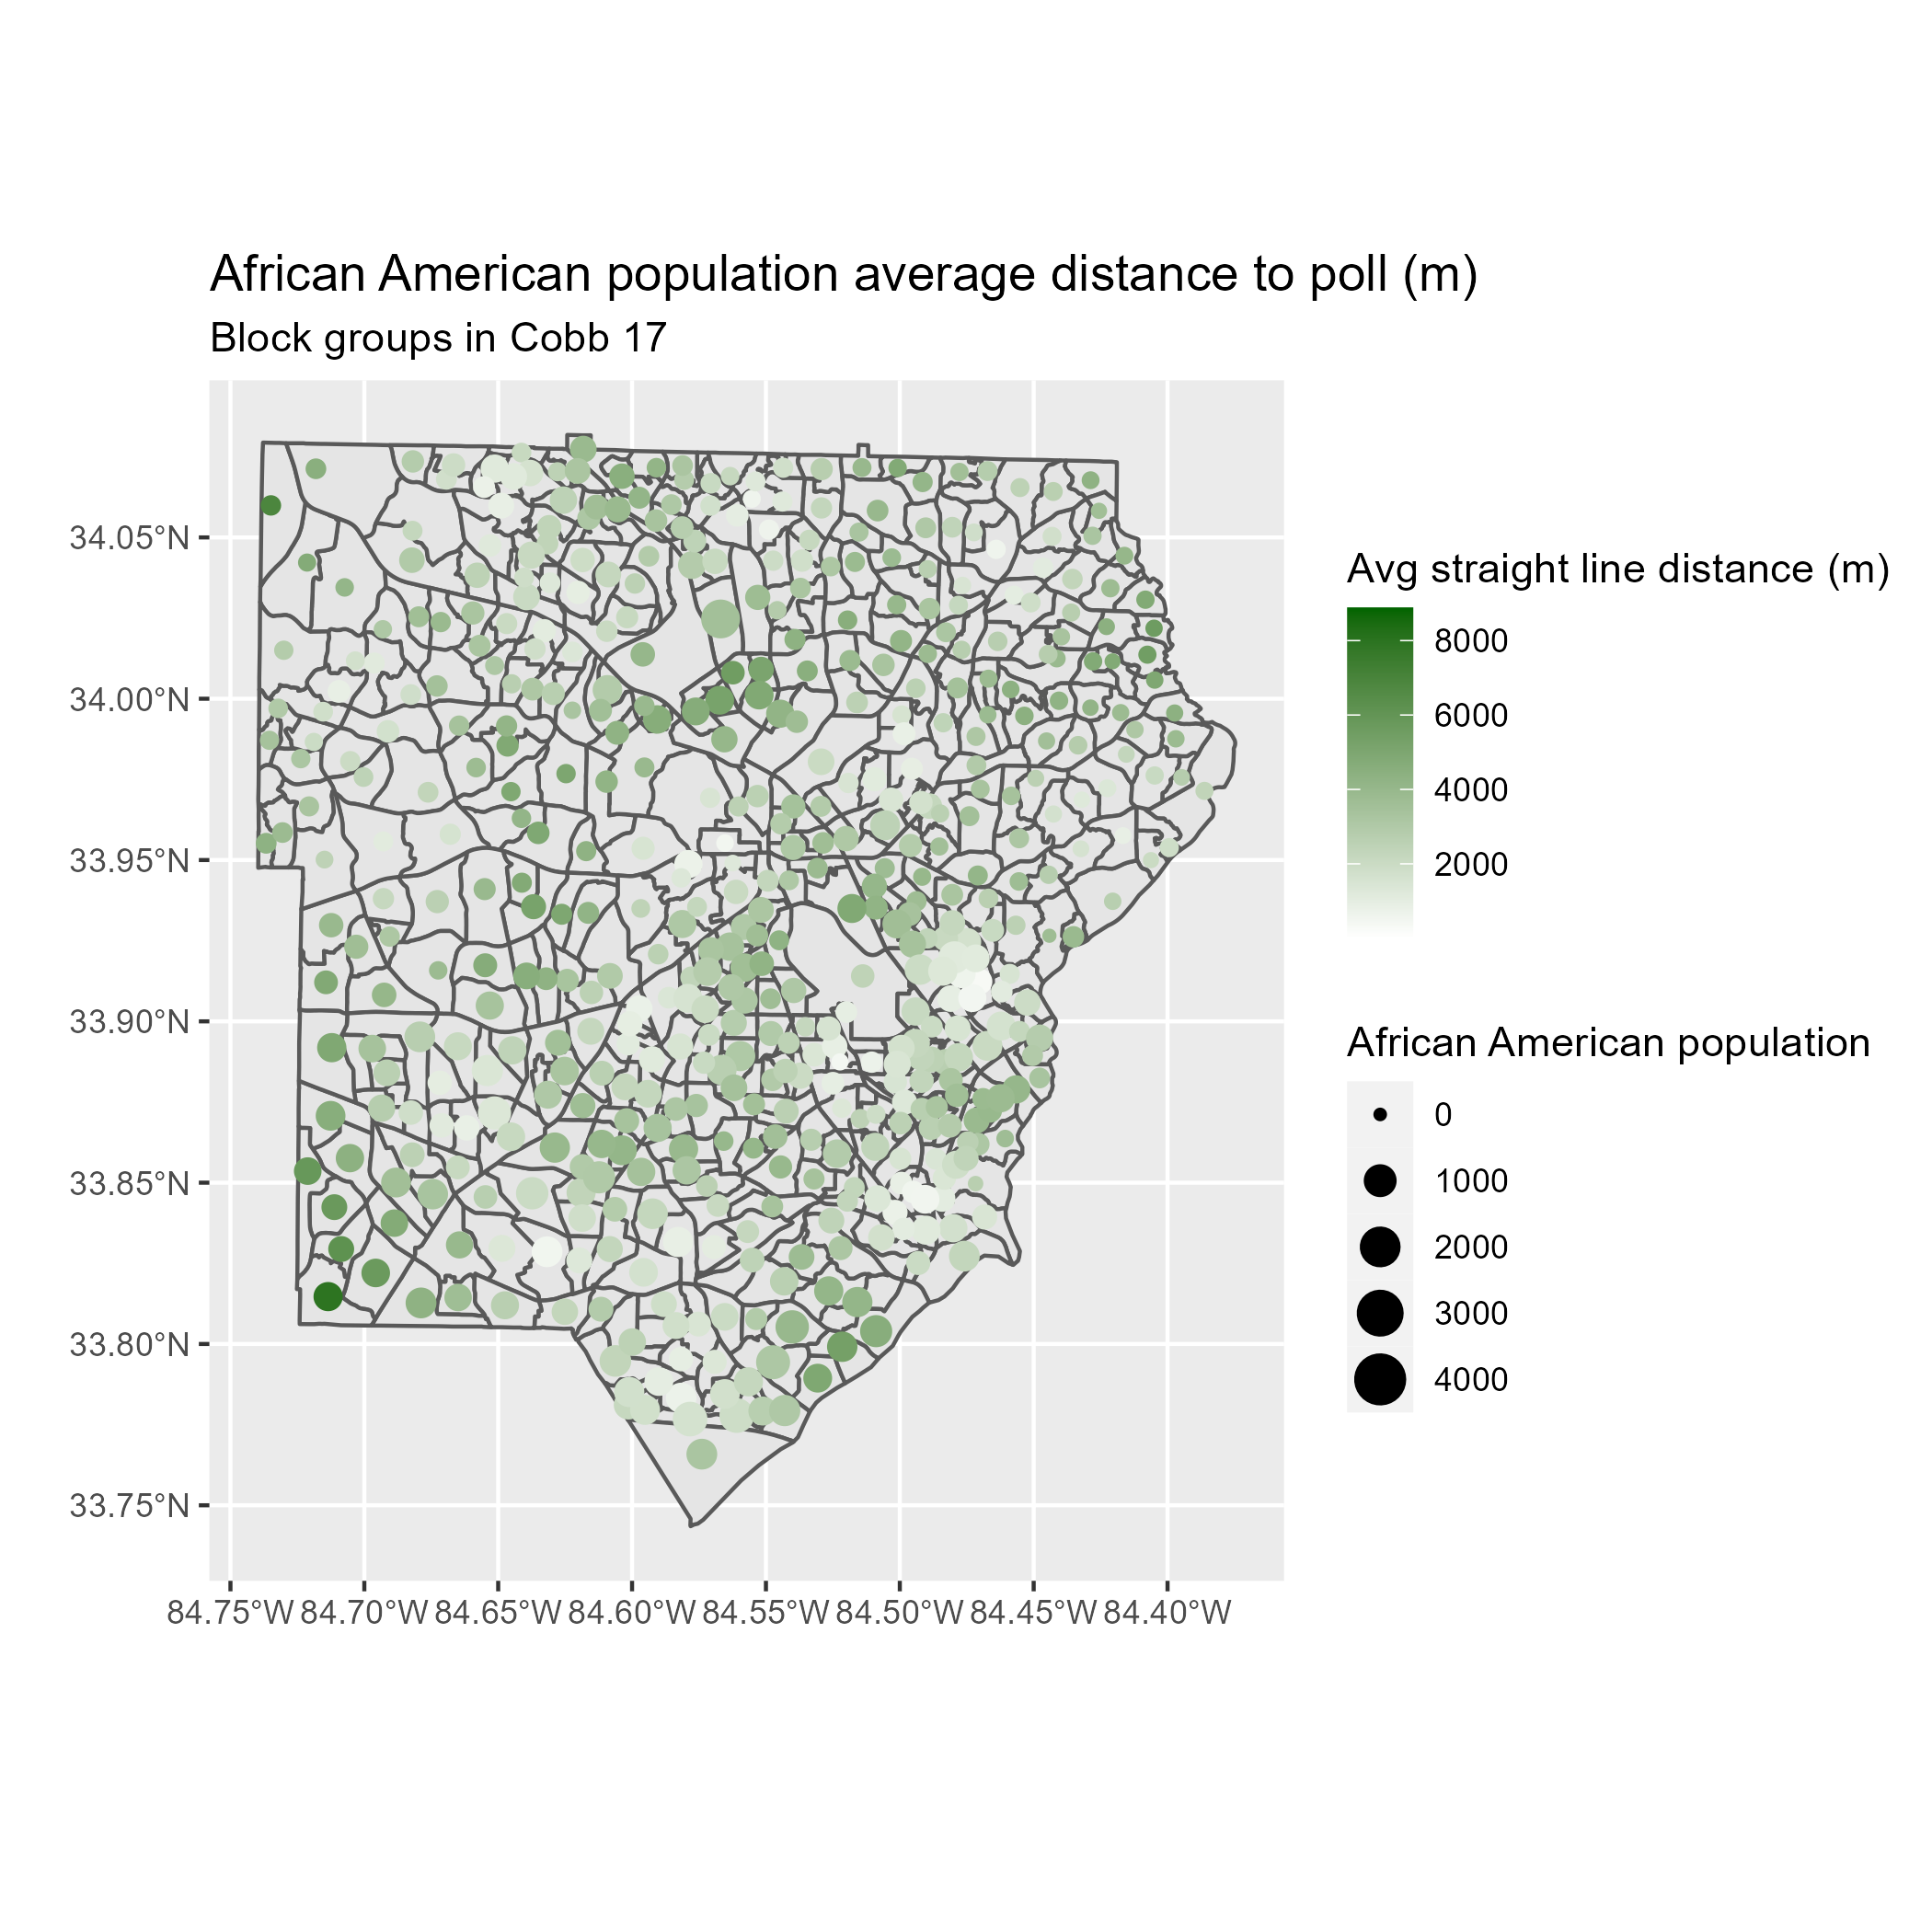 African American population average distance to poll (m)
Block groups in Cobb 17
34.05°N
34.00°N
33.95°N
33.90°N
33.85°N
33.80°N
33.75°N
84.75°W 84.70°W 84.65°W 84.60°W 84.55°W 84.50°W 84.45°W 84.40°W
Avg straight line distance (m)
8000
6000
4000
2000
African American population
0
1000
2000
3000
4000